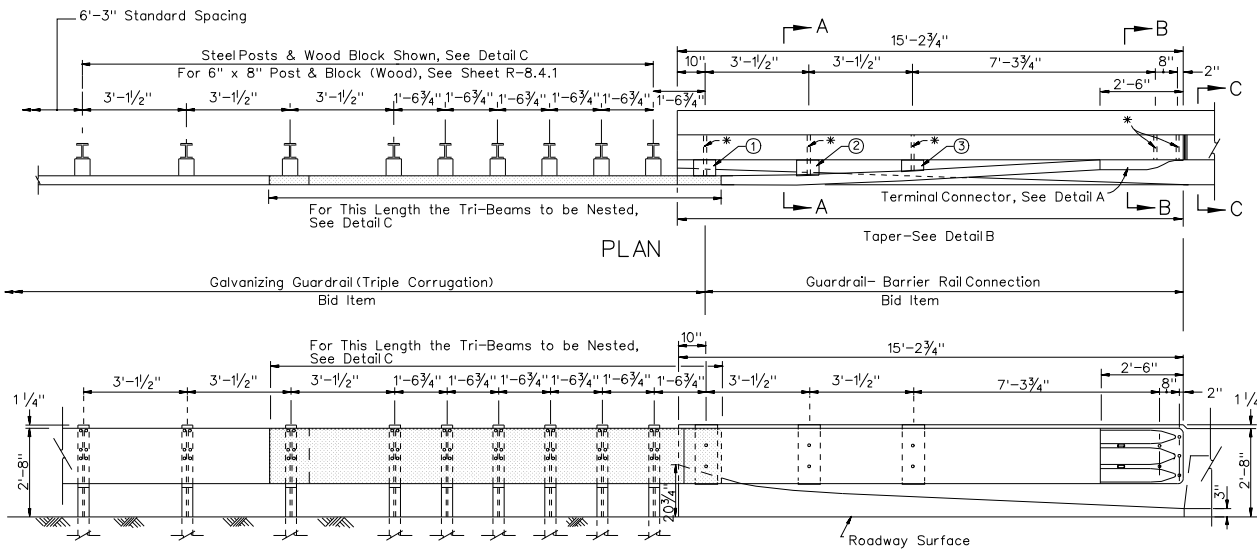 6'-3" Standard Spacing
A
B
15'-2¾"
Steel Posts & Wood Block Shown, See Detail C
For 6" x 8" Post & Block (Wood), See Sheet R-8.4.1
10"
3'-1½"
3'-1½"
7'-3¾"
8"
2"
3'-1½"
3'-1½"
3'-1½"
1'-6¾"
1'-6¾"
1'-6¾"
1'-6¾"
1'-6¾"
1'-6¾"
2'-6"
C
*
1
*
2
*
3
*
For This Length the Tri-Beams to be Nested,
See Detail C
Terminal Connector, See Detail A
A
B
C
Taper-See Detail B
PLAN
Galvanizing Guardrail (Triple Corrugation)
Bid Item
Guardrail- Barrier Rail Connection
Bid Item
For This Length the Tri-Beams to be Nested,
See Detail C
10"
15'-2¾"
3'-1½"
3'-1½"
3'-1½"
1'-6¾"
1'-6¾"
1'-6¾"
1'-6¾"
1'-6¾"
1'-6¾"
3'-1½"
3'-1½"
7'-3¾"
2'-6"
8"
2"
1¼"
1¼"
2'-8"
20¾"
3"
2'-8"
Roadway Surface